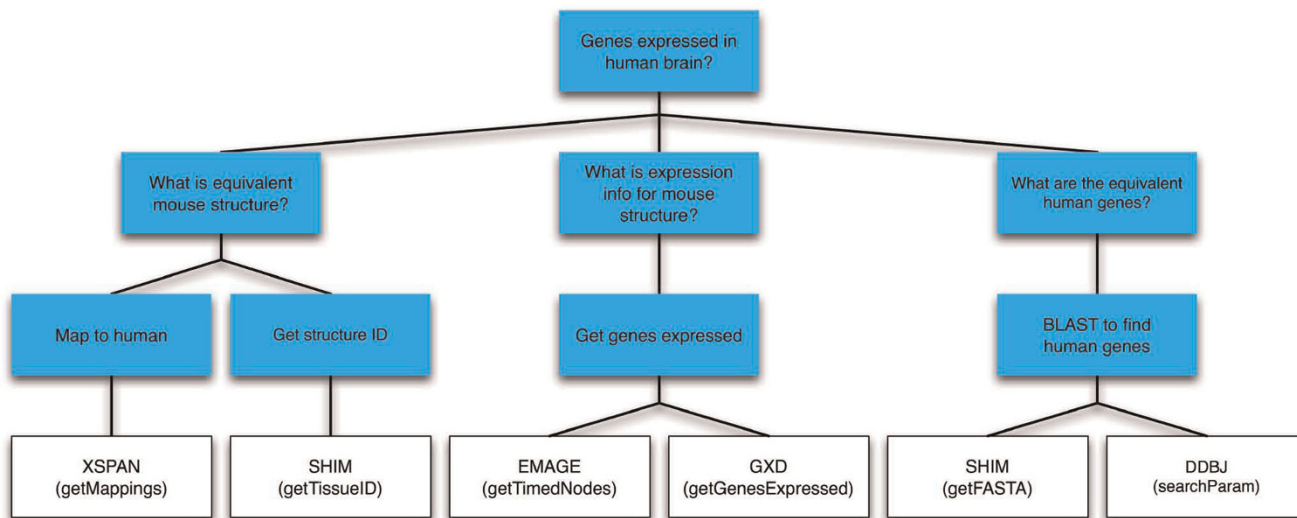 Genes expressed in
human brain?
What is equivalent
mouse structure?
What is expression
info for mouse
structure?
What are the equivalent
human genes?
Map to human
Get structure ID
Get genes expressed
BLAST to find
human genes
XSPAN
(getMappings)
SHIM
(getTissueID)
EMAGE
(getTimedNodes)
GXD
(getGenesExpressed)
SHIM
(getFASTA)
DDBJ
(searchParam)